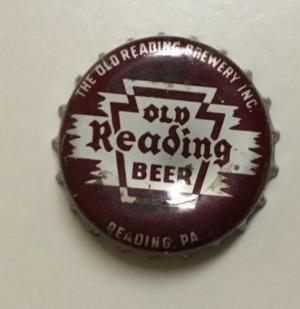 THE OLD READING BREWERY, INC.
OLD
Reading
BEER
READING, PA.